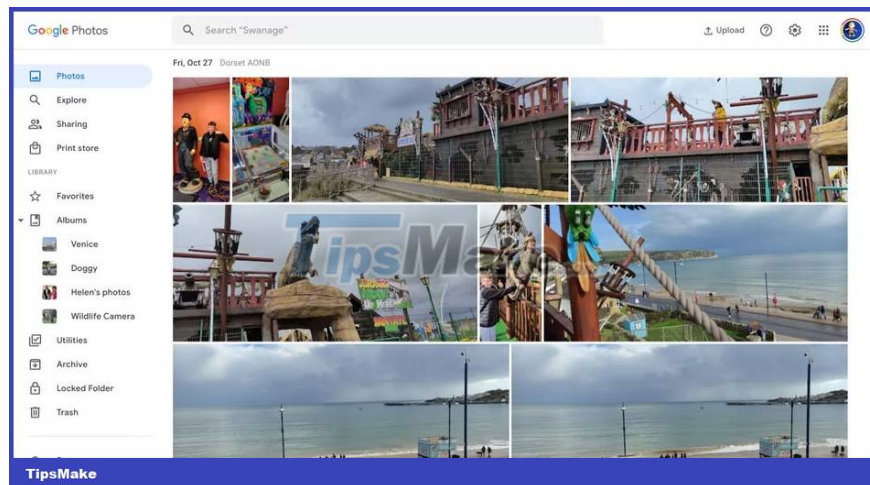 Google Photos
Search "Swanage"
Upload
Fri, Oct 27 Dorset AONB
Photos
Explore
Sharing
Print store
LIBRARY
Favorites
Albums
Venice
Doggy
Helen's photos
Wildlife Camera
Utilities
Archive
Locked Folder
Trash
TipsMake
TipsMake